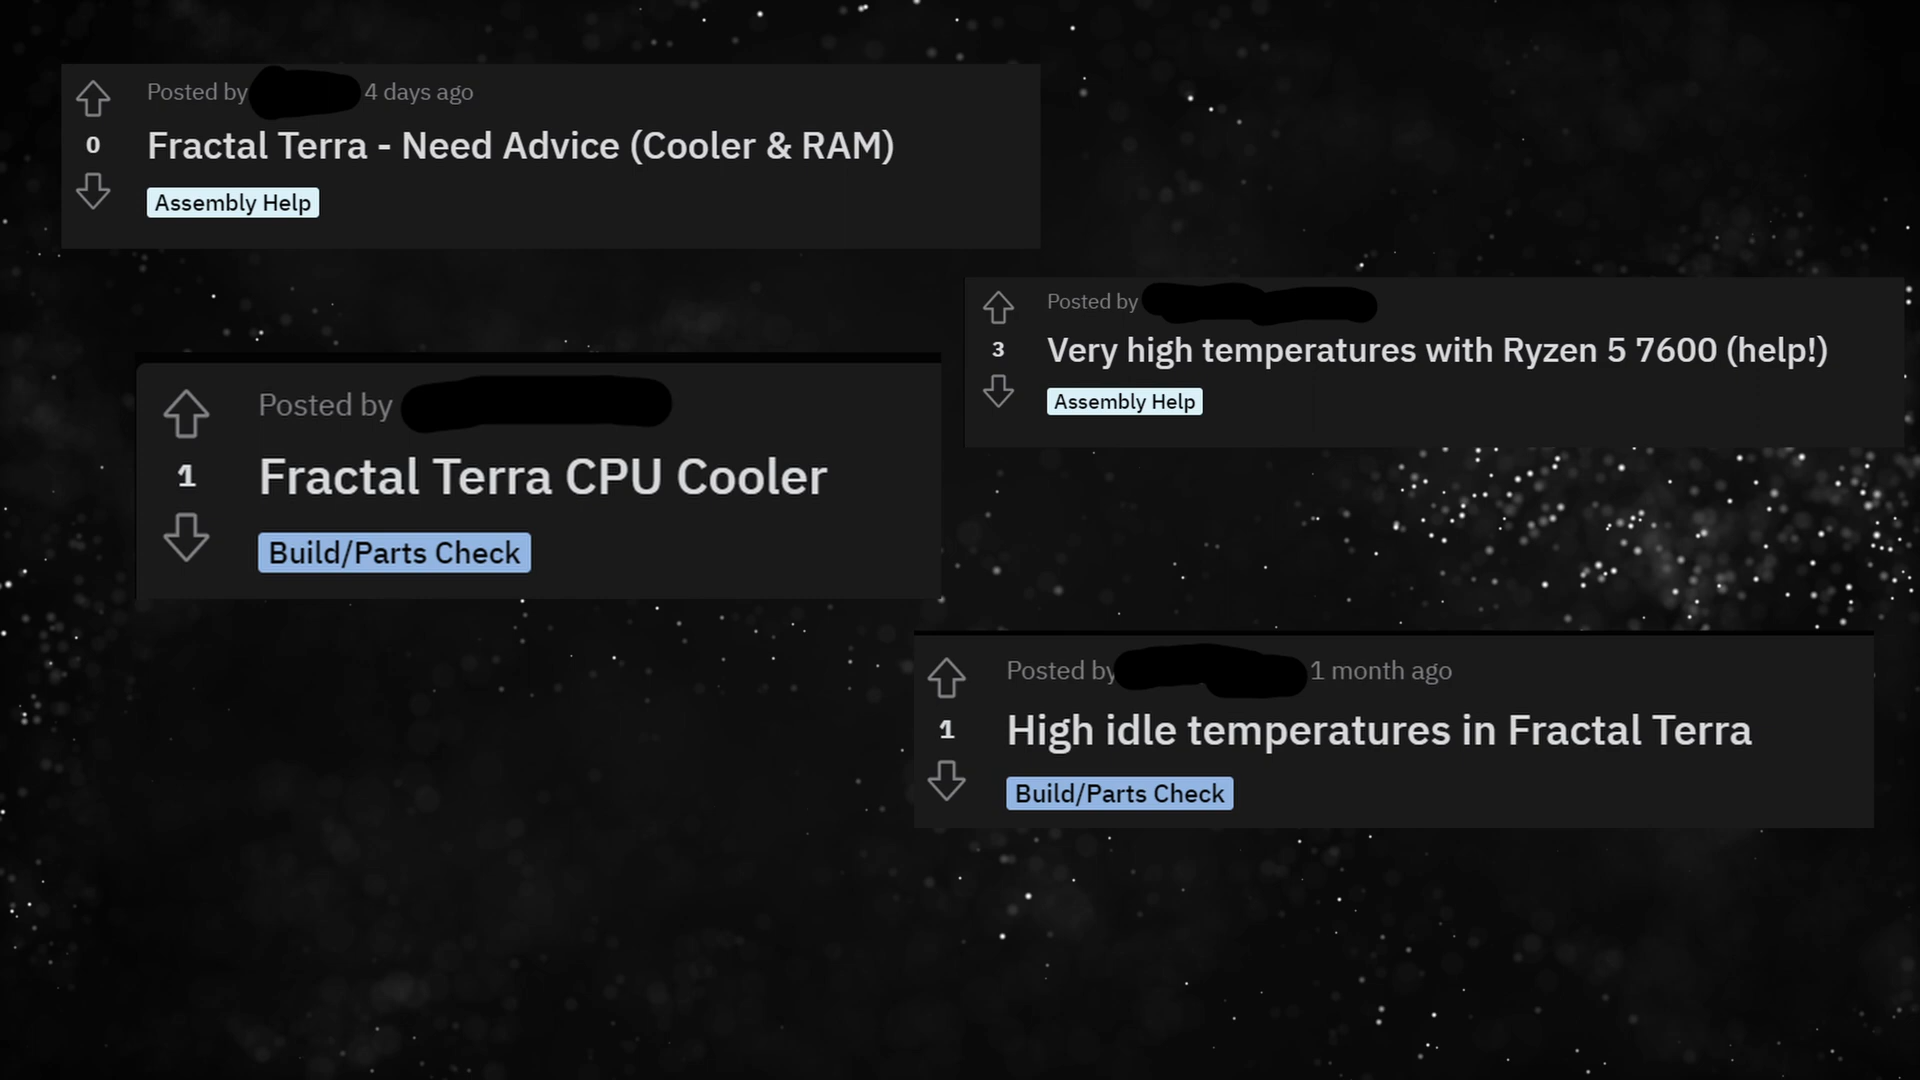 Posted by 4 days ago
0
Fractal Terra - Need Advice (Cooler & RAM)
Assembly Help
Posted by
3
Very high temperatures with Ryzen 5 7600 (help!)
Assembly Help
Posted by
1
Fractal Terra CPU Cooler
Build/Parts Check
Posted by 1 month ago
1
High idle temperatures in Fractal Terra
Build/Parts Check